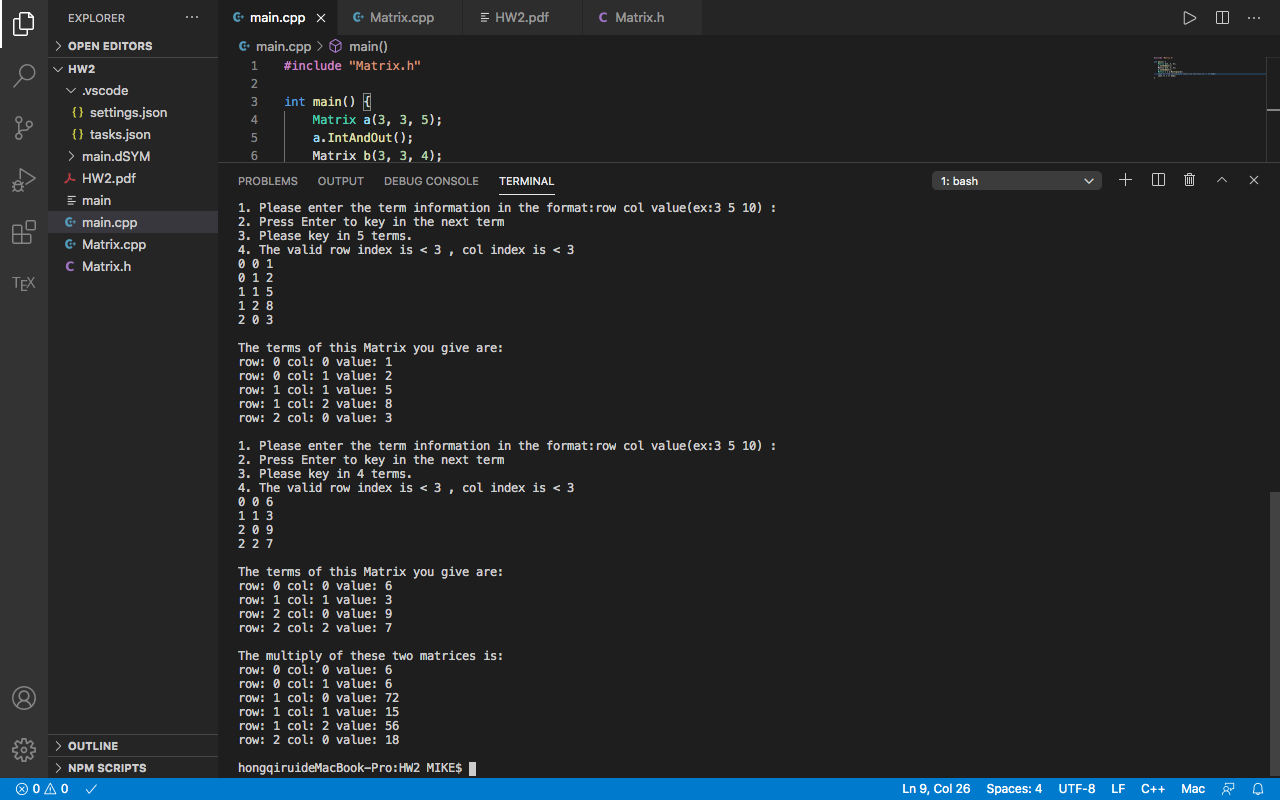 EXPLORER
OPEN EDITORS
HW2
.vscode
{} settings.json
{} tasks.json
main.dSYM
HW2.pdf
main
main.cpp
Matrix.cpp
C Matrix.h
OUTLINE
NPM SCRIPTS
TEX
main.cpp Matrix.cpp HW2.pdf C Matrix.h
main.cpp > main()
1 #include "Matrix.h"
2
3 int main() {
4 Matrix a(3, 3, 5);
5 a.IntAndOut();
6 Matrix b(3, 3, 4);
PROBLEMS OUTPUT DEBUG CONSOLE TERMINAL 1: bash
1. Please enter the term information in the format:row col value(ex:3 5 10) :
2. Press Enter to key in the next term
3. Please key in 5 terms.
4. The valid row index is < 3 , col index is < 3
0 0 1
0 1 2
1 1 5
1 2 8
2 0 3
The terms of this Matrix you give are:
row: 0 col: 0 value: 1
row: 0 col: 1 value: 2
row: 1 col: 1 value: 5
row: 1 col: 2 value: 8
row: 2 col: 0 value: 3
1. Please enter the term information in the format:row col value(ex:3 5 10) :
2. Press Enter to key in the next term
3. Please key in 4 terms.
4. The valid row index is < 3 , col index is < 3
0 0 6
1 1 3
2 0 9
2 2 7
The terms of this Matrix you give are:
row: 0 col: 0 value: 6
row: 1 col: 1 value: 3
row: 2 col: 0 value: 9
row: 2 col: 2 value: 7
The multiply of these two matrices is:
row: 0 col: 0 value: 6
row: 0 col: 1 value: 6
row: 1 col: 0 value: 72
row: 1 col: 1 value: 15
row: 1 col: 2 value: 56
row: 2 col: 0 value: 18
hongqiruideMacBook-Pro:HW2 MIKE$
0 0 Ln 9, Col 26 Spaces: 4 UTF-8 LF C++ Mac